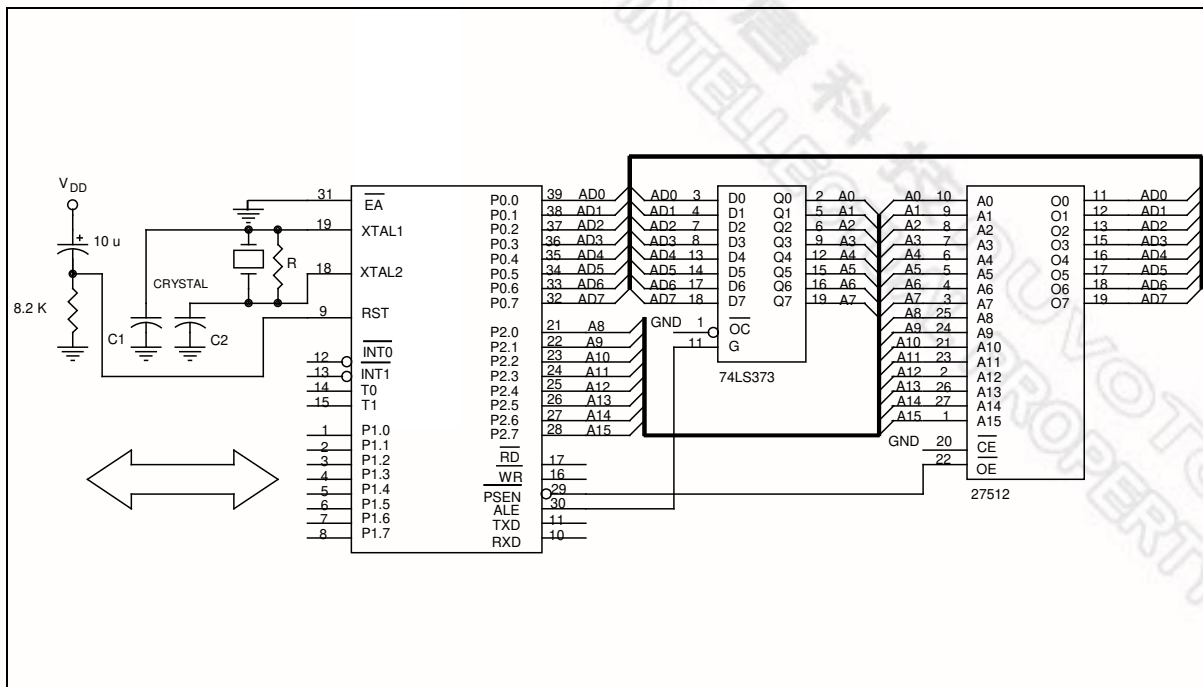 VDD
10 u
8.2 K
C1
CRYSTAL
C2
R
31 EA
19 XTAL1
18 XTAL2
9 RST
12 INT0
13 INT1
14 T0
15 T1
1 P1.0
2 P1.1
3 P1.2
4 P1.3
5 P1.4
6 P1.5
7 P1.6
8 P1.7
P0.0 39 AD0
P0.1 38 AD1
P0.2 37 AD2
P0.3 36 AD3
P0.4 35 AD4
P0.5 34 AD5
P0.6 33 AD6
P0.7 32 AD7
P2.0 21 A8
P2.1 22 A9
P2.2 23 A10
P2.3 24 A11
P2.4 25 A12
P2.5 26 A13
P2.6 27 A14
P2.7 28 A15
RD 17
WR 16
PSEN 29
ALE 30
TXD 11
RXD 10
AD0 3 D0 Q0 2 A0
AD1 4 D1 Q1 5 A1
AD2 7 D2 Q2 6 A2
AD3 8 D3 Q3 9 A3
AD4 13 D4 Q4 12 A4
AD5 14 D5 Q5 15 A5
AD6 17 D6 Q6 16 A6
AD7 18 D7 Q7 19 A7
GND 1 OC
11 G
74LS373
A0 10 A0 O0 11 AD0
A1 9 A1 O1 12 AD1
A2 8 A2 O2 13 AD2
A3 7 A3 O3 15 AD3
A4 6 A4 O4 16 AD4
A5 5 A5 O5 17 AD5
A6 4 A6 O6 18 AD6
A7 3 A7 O7 19 AD7
A8 25 A8
A9 24 A9
A10 21 A10
A11 23 A11
A12 2 A12
A13 26 A13
A14 27 A14
A15 1 A15
GND 20 CE
22 OE
27512
科技